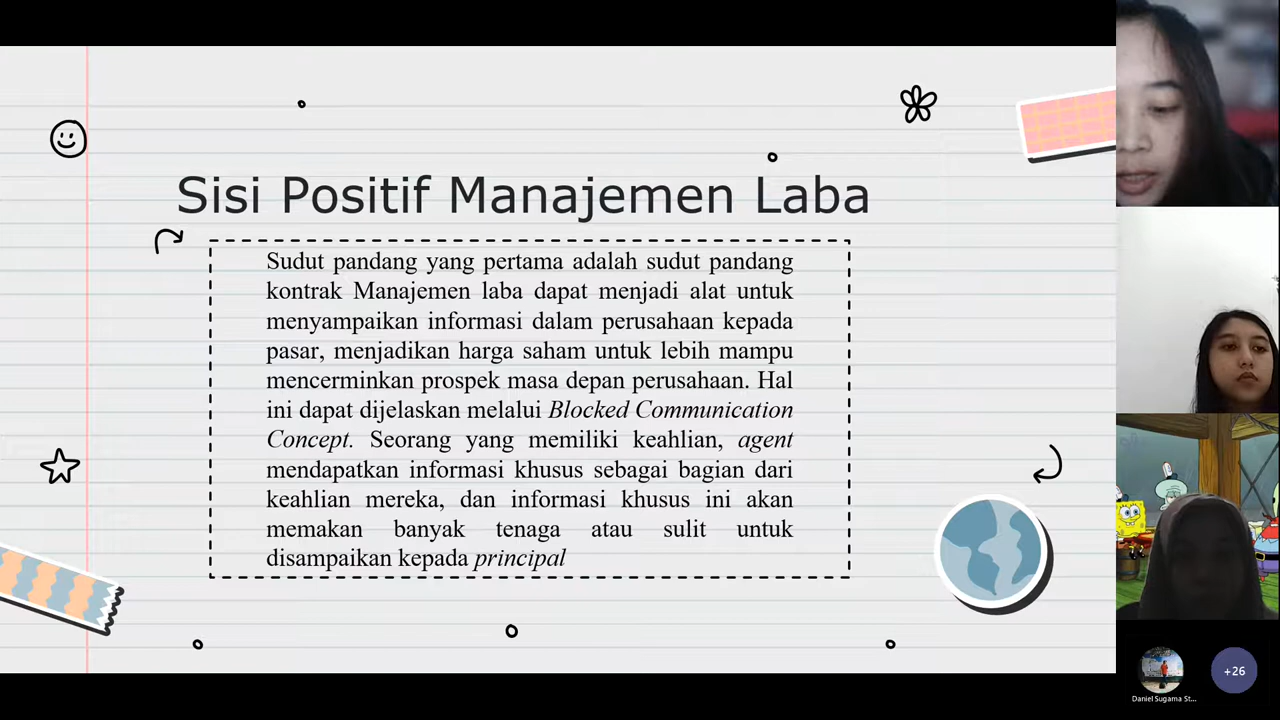 Sisi Positif Manajemen Laba
Sudut pandang yang pertama adalah sudut pandang
kontrak Manajemen laba dapat menjadi alat untuk
menyampaikan informasi dalam perusahaan kepada
pasar, menjadikan harga saham untuk lebih mampu
mencerminkan prospek masa depan perusahaan. Hal
ini dapat dijelaskan melalui Blocked Communication
Concept. Seorang yang memiliki keahlian, agent
mendapatkan informasi khusus sebagai bagian dari
keahlian mereka, dan informasi khusus ini akan
memakan banyak tenaga atau sulit untuk
disampaikan kepada principal
Daniel Sugama St...
+26